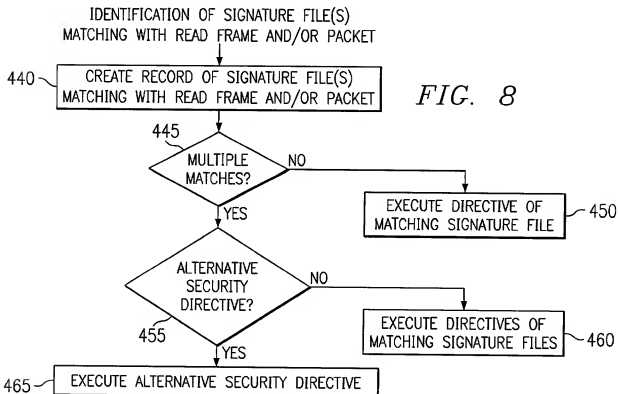 IDENTIFICATION OF SIGNATURE FILE(S)
MATCHING WITH READ FRAME AND/OR PACKET
440
CREATE RECORD OF SIGNATURE FILE(S)
MATCHING WITH READ FRAME AND/OR PACKET
FIG. 8
445
MULTIPLE
MATCHES?
NO
YES
EXECUTE DIRECTIVE OF
MATCHING SIGNATURE FILE
450
ALTERNATIVE
SECURITY
DIRECTIVE?
NO
455
YES
EXECUTE DIRECTIVES OF
MATCHING SIGNATURE FILES
460
465
EXECUTE ALTERNATIVE SECURITY DIRECTIVE